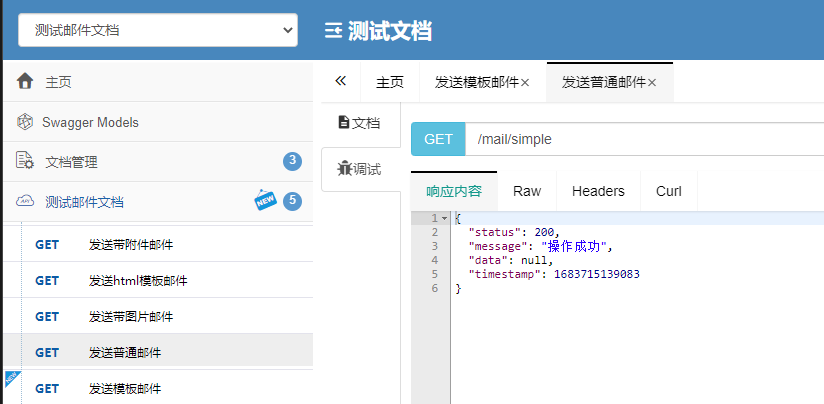 测试邮件文档
测试文档
主页
Swagger Models
文档管理 3
测试邮件文档 NEW 5
GET 发送带附件邮件
GET 发送html模板邮件
GET 发送带图片邮件
GET 发送普通邮件
GET 发送模板邮件
主页 发送模板邮件× 发送普通邮件×
文档
调试
GET /mail/simple
响应内容 Raw Headers Curl
1 {
2 "status": 200,
3 "message": "操作成功",
4 "data": null,
5 "timestamp": 1683715139083
6 }